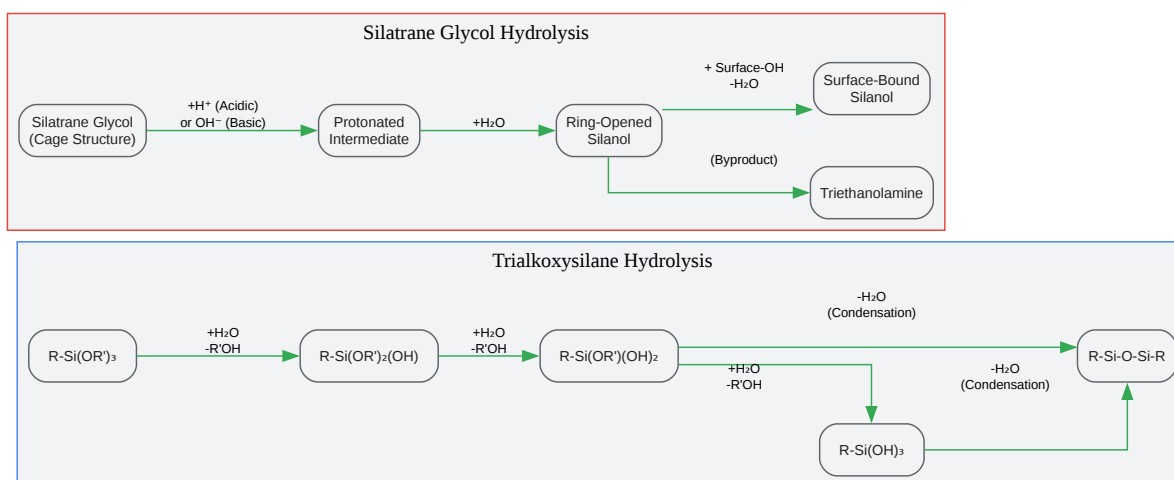 Silatrane Glycol Hydrolysis
Silatrane Glycol
(Cage Structure)
+H⁺ (Acidic)
or OH⁻ (Basic)
Protonated
Intermediate
+H₂O
Ring-Opened
Silanol
+ Surface-OH
-H₂O
Surface-Bound
Silanol
(Byproduct)
Triethanolamine
Trialkoxysilane Hydrolysis
R-Si(OR')₃
+H₂O
-R'OH
R-Si(OR')₂(OH)
+H₂O
-R'OH
R-Si(OR')(OH)₂
-H₂O
(Condensation)
+H₂O
-R'OH
R-Si(OH)₃
-H₂O
(Condensation)
R-Si-O-Si-R